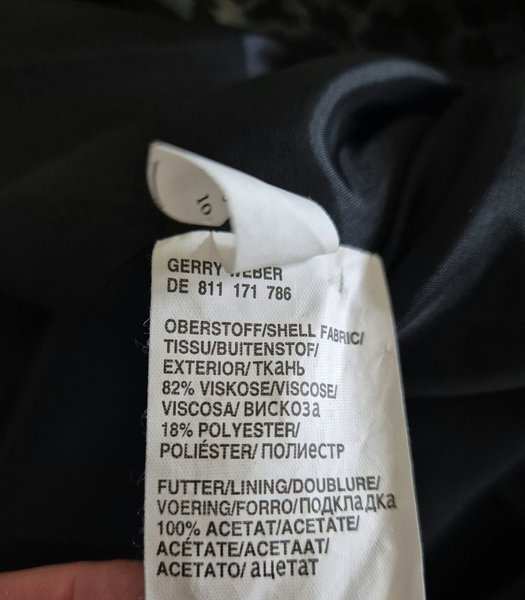 GERRY WEBER
DE 811 171 786
OBERSTOFF/SHELL FABRIC/
TISSU/BUITENSTOF/
EXTERIOR/ТКАНЬ
82% VISKOSE/VISCOSE/
VISCOSA/ ВИСКОЗА
18% POLYESTER/
POLIÉSTER/ ПОЛИЕСТР
FUTTER/LINING/DOUBLURE/
VOERING/FORRO/ПОДКЛАДКА
100% ACETAT/ACETATE/
ACÉTATE/ACETAAT/
ACETATO/ ацетат